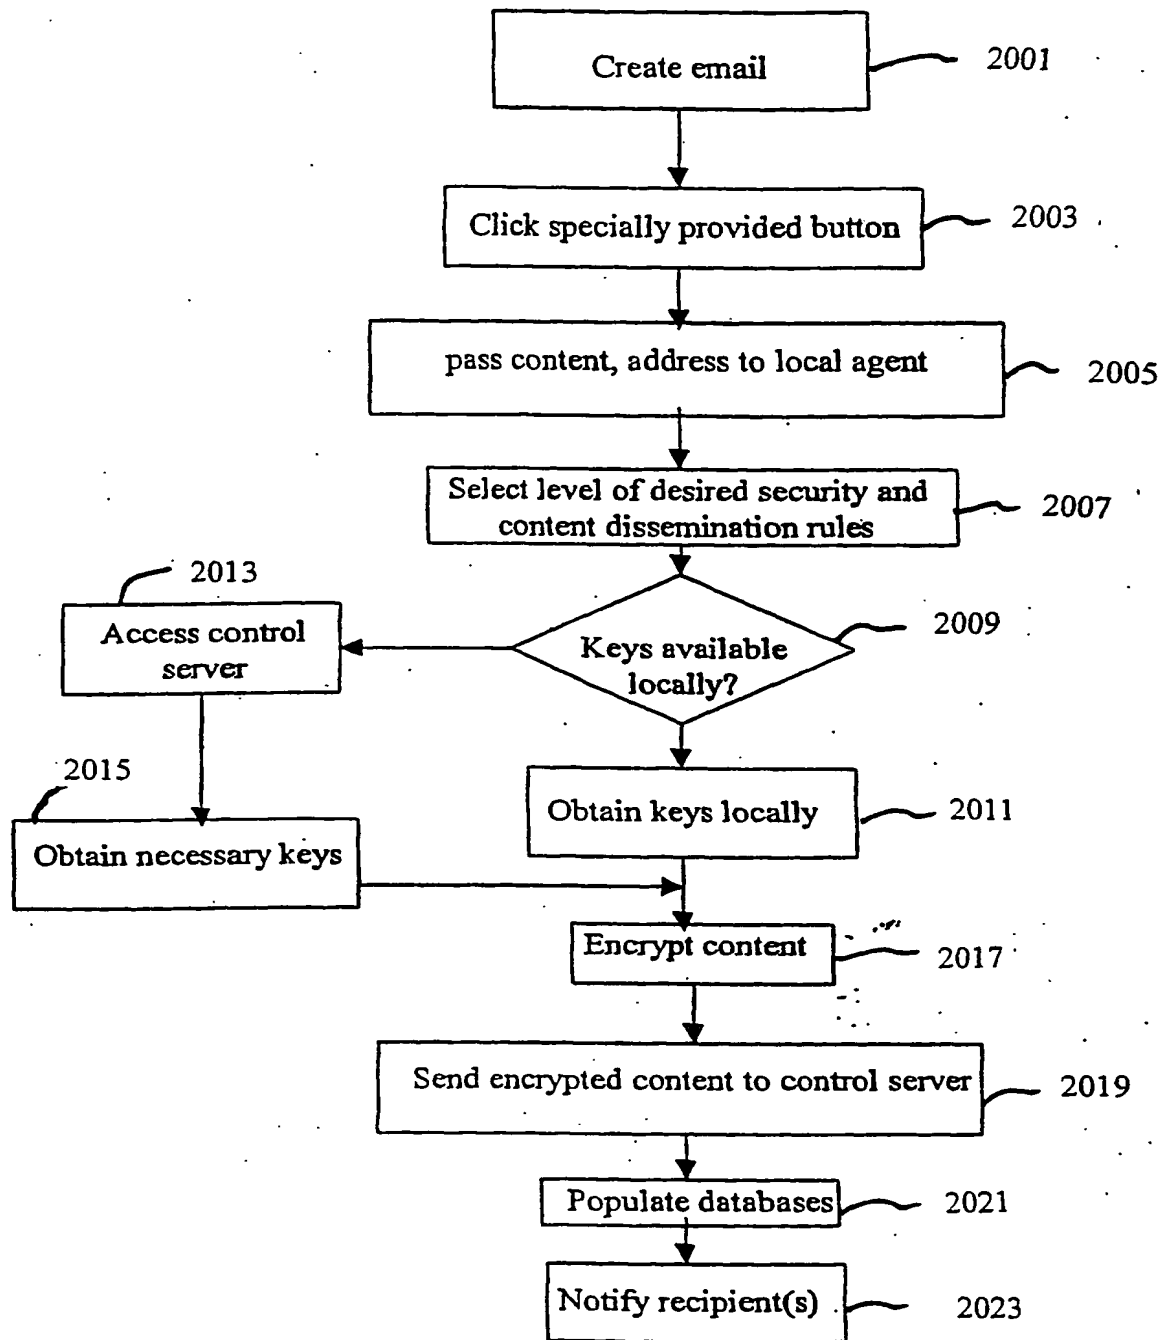 Create email
2001
Click specially provided button
2003
pass content, address to local agent
2005
Select level of desired security and
content dissemination rules
2007
2013
Access control
server
Keys available
locally?
2009
2015
Obtain necessary keys
Obtain keys locally
2011
Encrypt content
2017
Send encrypted content to control server
2019
Populate databases
2021
Notify recipient(s)
2023